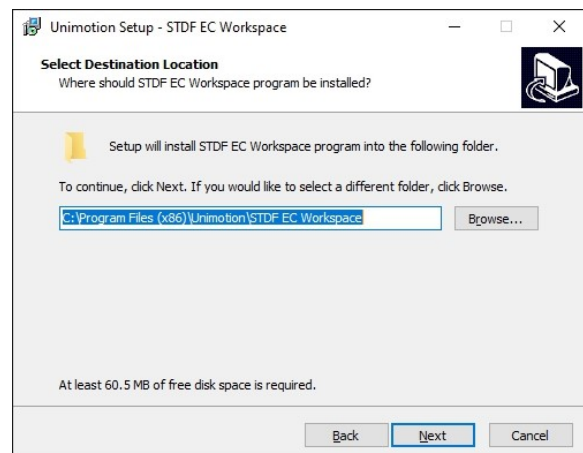 Unimotion Setup - STDF EC Workspace
Select Destination Location
Where should STDF EC Workspace program be installed?
Setup will install STDF EC Workspace program into the following folder.
To continue, click Next. If you would like to select a different folder, click Browse.
C:\Program Files (x86)\Unimotion\STDF EC Workspace
Browse...
At least 60.5 MB of free disk space is required.
Back
Next
Cancel